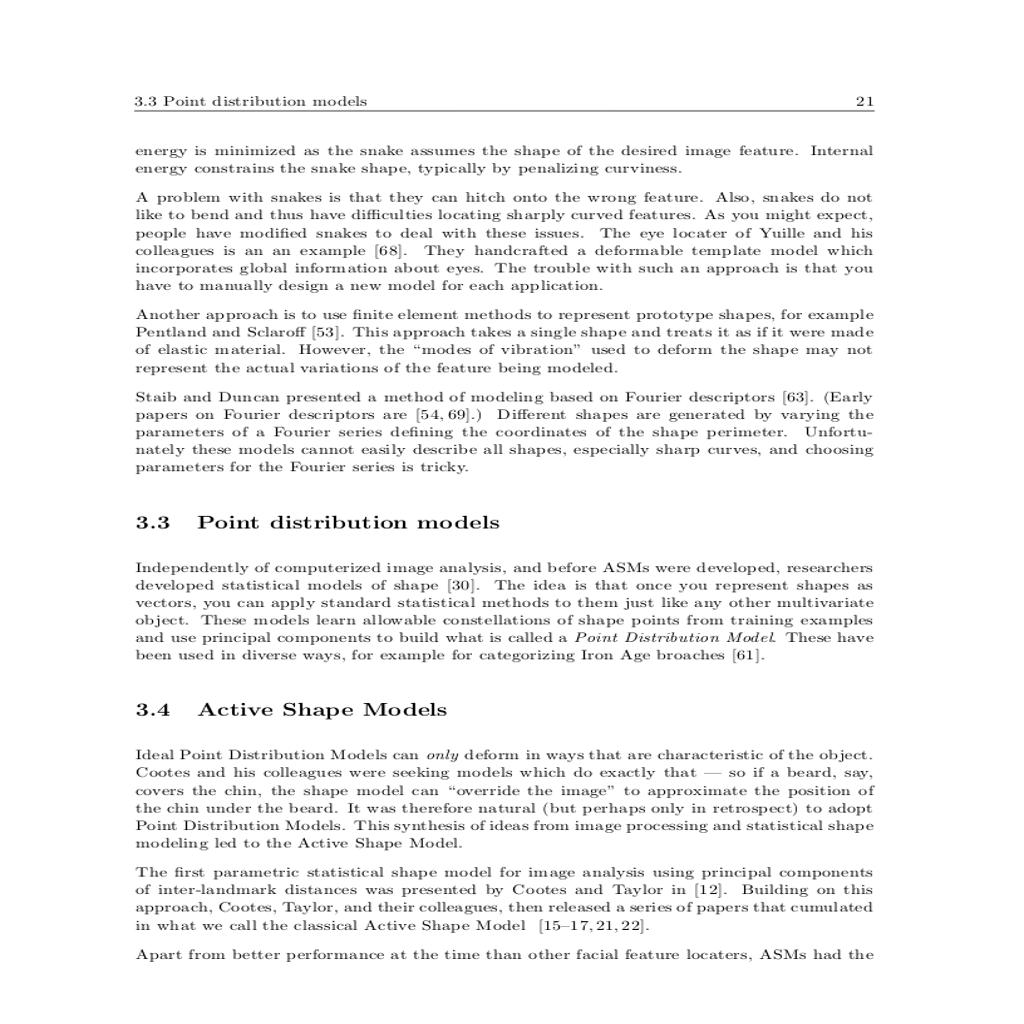 3.3 Point distribution models 21
energy is minimized as the snake assumes the shape of the desired image feature. Internal
energy constrains the snake shape, typically by penalizing curviness.
A problem with snakes is that they can hitch onto the wrong feature. Also, snakes do not
like to bend and thus have difficulties locating sharply curved features. As you might expect,
people have modified snakes to deal with these issues. The eye locater of Yuille and his
colleagues is an an example [68]. They handcrafted a deformable template model which
incorporates global information about eyes. The trouble with such an approach is that you
have to manually design a new model for each application.
Another approach is to use finite element methods to represent prototype shapes, for example
Pentland and Sclaroff [53]. This approach takes a single shape and treats it as if it were made
of elastic material. However, the “modes of vibration” used to deform the shape may not
represent the actual variations of the feature being modeled.
Staib and Duncan presented a method of modeling based on Fourier descriptors [63]. (Early
papers on Fourier descriptors are [54, 69].) Different shapes are generated by varying the
parameters of a Fourier series defining the coordinates of the shape perimeter. Unfortu-
nately these models cannot easily describe all shapes, especially sharp curves, and choosing
parameters for the Fourier series is tricky.
3.3 Point distribution models
Independently of computerized image analysis, and before ASMs were developed, researchers
developed statistical models of shape [30]. The idea is that once you represent shapes as
vectors, you can apply standard statistical methods to them just like any other multivariate
object. These models learn allowable constellations of shape points from training examples
and use principal components to build what is called a Point Distribution Model. These have
been used in diverse ways, for example for categorizing Iron Age broaches [61].
3.4 Active Shape Models
Ideal Point Distribution Models can only deform in ways that are characteristic of the object.
Cootes and his colleagues were seeking models which do exactly that — so if a beard, say,
covers the chin, the shape model can “override the image” to approximate the position of
the chin under the beard. It was therefore natural (but perhaps only in retrospect) to adopt
Point Distribution Models. This synthesis of ideas from image processing and statistical shape
modeling led to the Active Shape Model.
The first parametric statistical shape model for image analysis using principal components
of inter-landmark distances was presented by Cootes and Taylor in [12]. Building on this
approach, Cootes, Taylor, and their colleagues, then released a series of papers that cumulated
in what we call the classical Active Shape Model [15–17, 21, 22].
Apart from better performance at the time than other facial feature locaters, ASMs had the